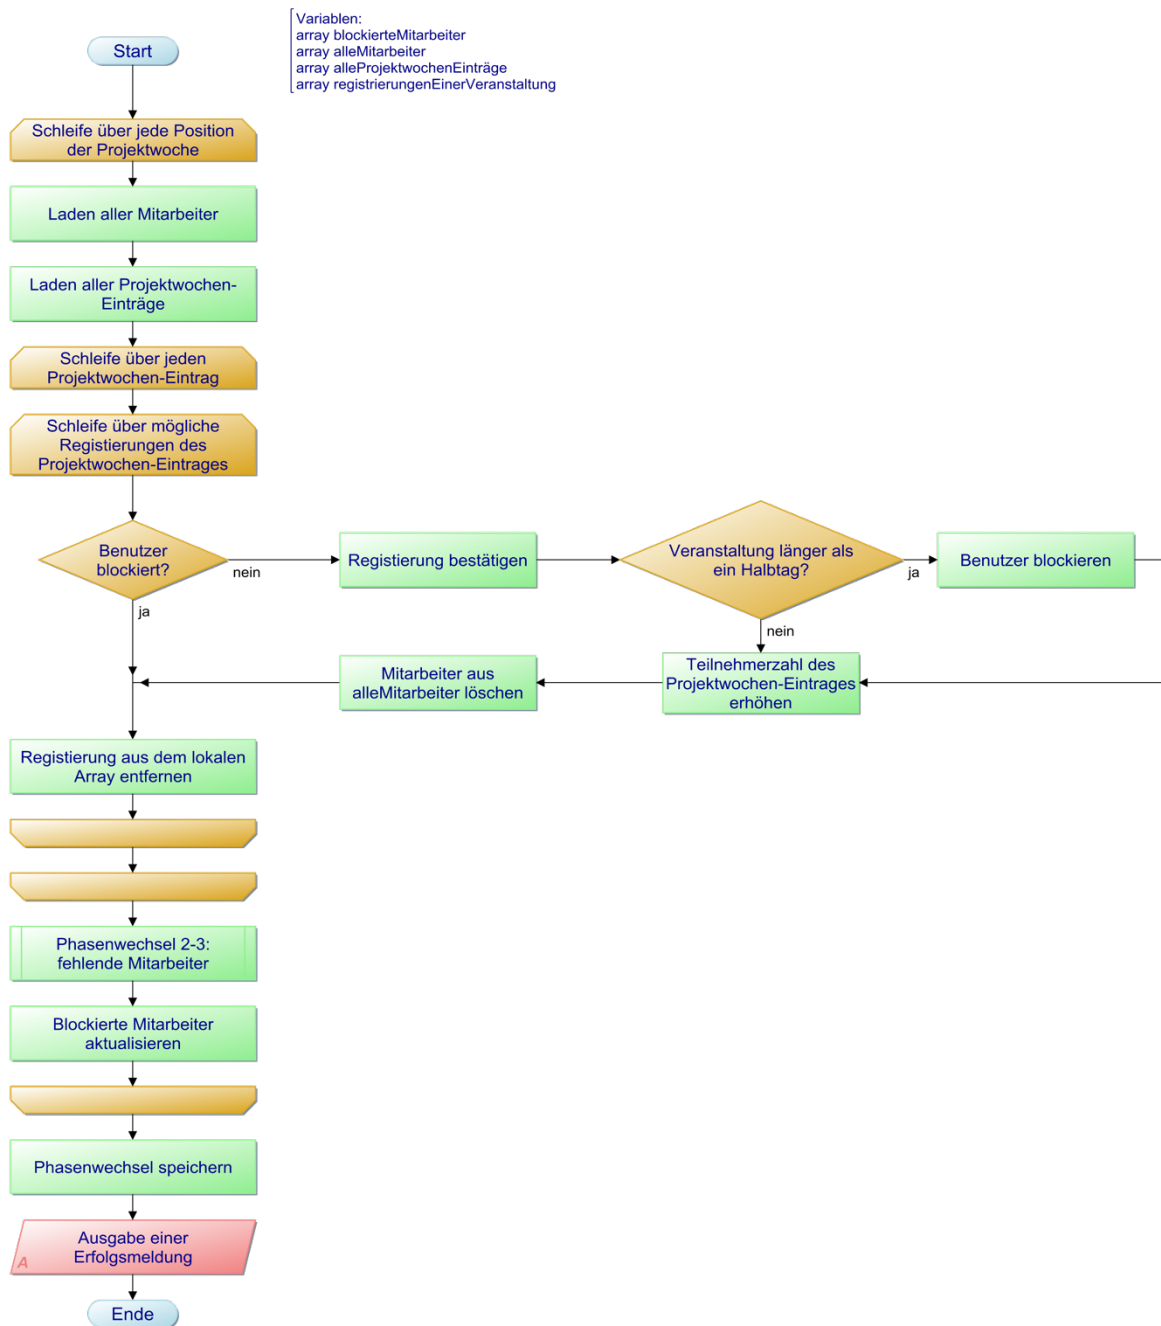 Variablen:
array blockierteMitarbeiter
array alleMitarbeiter
array alleProjektwochenEinträge
array registrierungenEinerVeranstaltung
Start
Schleife über jede Position
der Projektwoche
Laden aller Mitarbeiter
Laden aller Projektwochen-
Einträge
Schleife über jeden
Projektwochen-Eintrag
Schleife über mögliche
Registierungen des
Projektwochen-Eintrages
Benutzer
blockiert?
nein
ja
Registierung bestätigen
Veranstaltung länger als
ein Halbtag?
ja
nein
Benutzer blockieren
Teilnehmerzahl des
Projektwochen-Eintrages
erhöhen
Mitarbeiter aus
alleMitarbeiter löschen
Registierung aus dem lokalen
Array entfernen
Phasenwechsel 2-3:
fehlende Mitarbeiter
Blockierte Mitarbeiter
aktualisieren
Phasenwechsel speichern
Ausgabe einer
Erfolgsmeldung
A
Ende